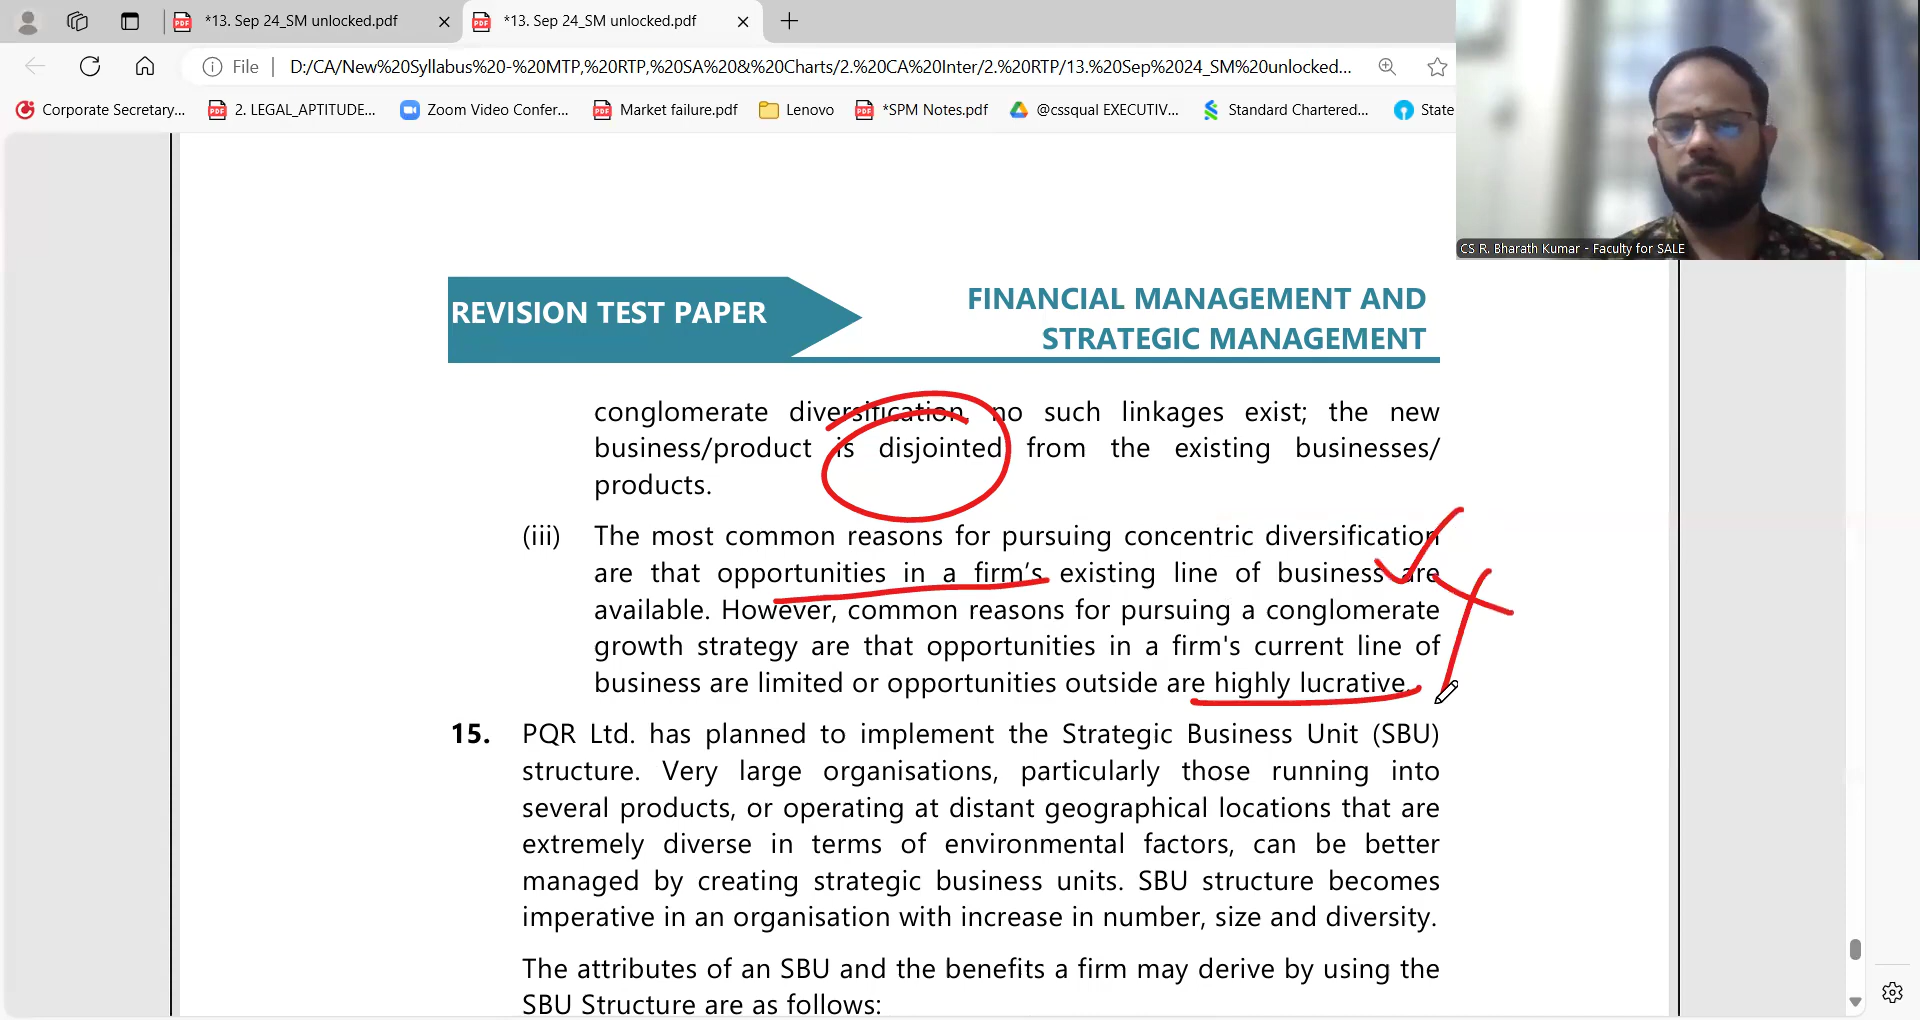 *13. Sep 24_SM unlocked.pdf
*13. Sep 24_SM unlocked.pdf
File
D:/CA/New%20Syllabus%20-%20MTP,%20RTP,%20SA%20&%20Charts/2.%20CA%20Inter/2.%20RTP/13.%20Sep%2024_SM%20unlocked...
Corporate Secretary...
2. LEGAL_APTITUDE...
Zoom Video Confer...
Market failure.pdf
Lenovo
*SPM Notes.pdf
@cssqual EXECUTIV...
Standard Chartered...
State
CS R. Bharath Kumar - Faculty for SALE
REVISION TEST PAPER
FINANCIAL MANAGEMENT AND
STRATEGIC MANAGEMENT
conglomerate diversification, no such linkages exist; the new
business/product is disjointed from the existing businesses/
products.
(iii) The most common reasons for pursuing concentric diversification
are that opportunities in a firm's existing line of business are
available. However, common reasons for pursuing a conglomerate
growth strategy are that opportunities in a firm's current line of
business are limited or opportunities outside are highly lucrative.
15. PQR Ltd. has planned to implement the Strategic Business Unit (SBU)
structure. Very large organisations, particularly those running into
several products, or operating at distant geographical locations that are
extremely diverse in terms of environmental factors, can be better
managed by creating strategic business units. SBU structure becomes
imperative in an organisation with increase in number, size and diversity.
The attributes of an SBU and the benefits a firm may derive by using the
SBU Structure are as follows: